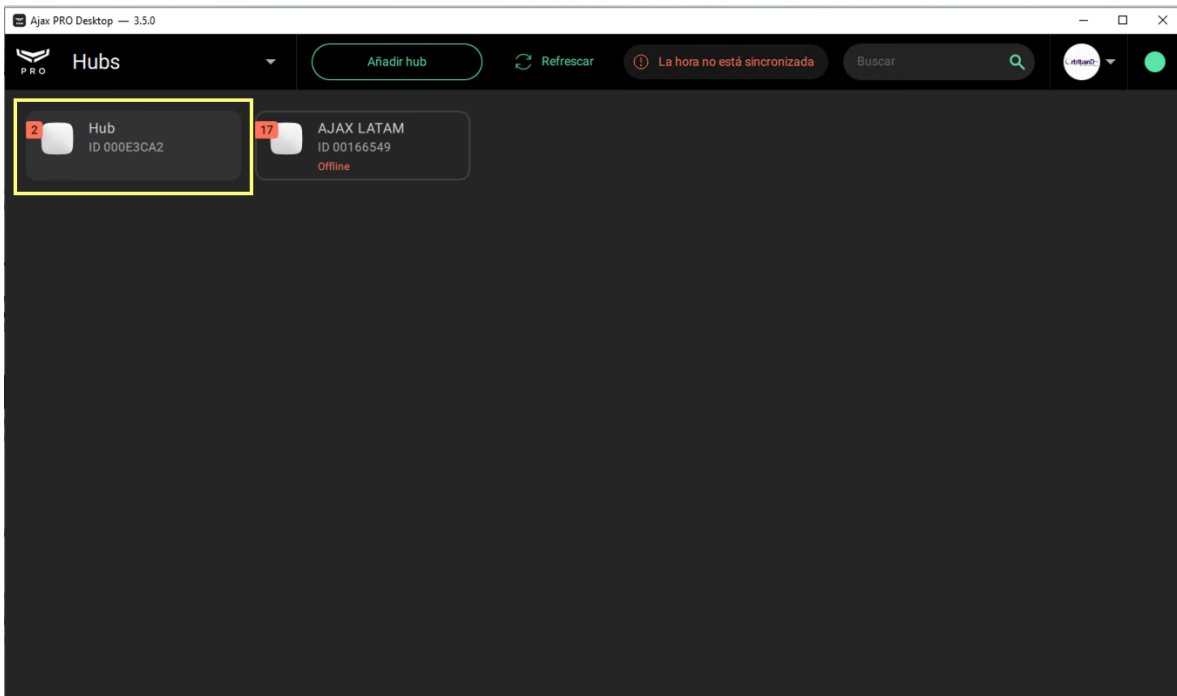 Ajax PRO Desktop — 3.5.0
PRO
Hubs
Añadir hub
Refrescar
La hora no está sincronizada
Buscar
2
Hub
ID 000E3CA2
17
AJAX LATAM
ID 00166549
Offline